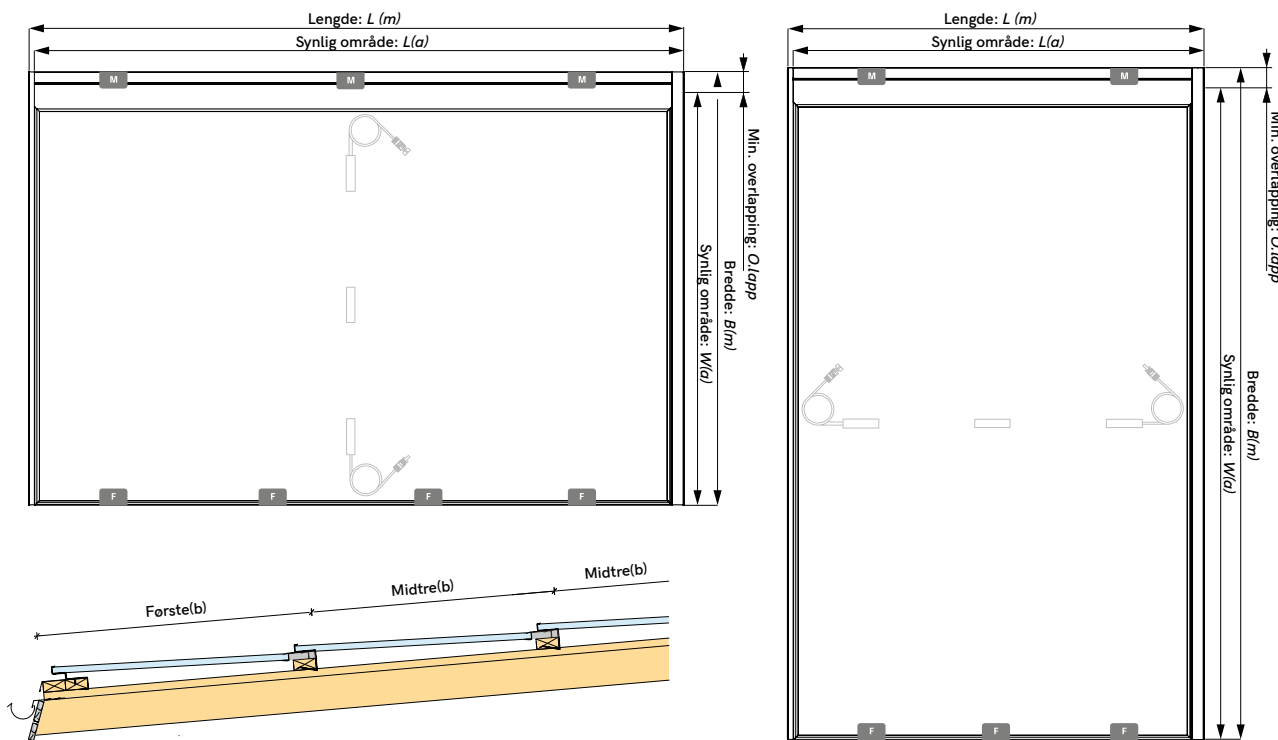 Lengde: L (m)
Synlig område: L(a)
M M M
Min. overlapping: O.lapp
Bredde: B(m)
Synlig område: W(a)
F F F F
Lengde: L (m)
Synlig område: L(a)
M M
Min. overlapping: O.lapp
Bredde: B(m)
Synlig område: W(a)
F F F
Første(b)
Midtre(b)
Midtre(b)